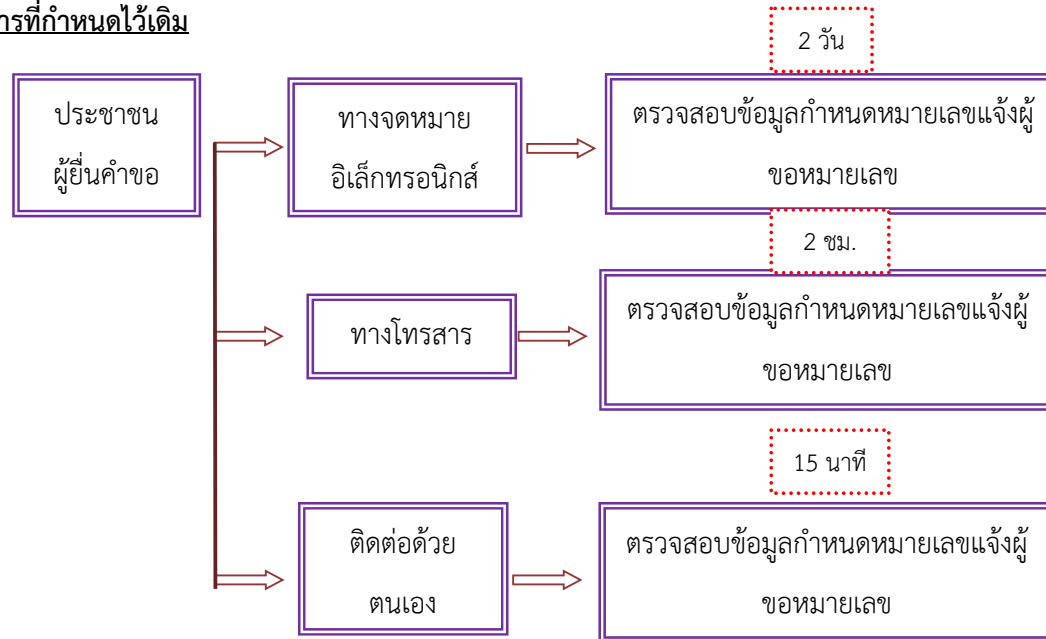 ารที่กำหนดไว้เดิม
ประชาชน
ผู้ยื่นคำขอ
ทางจดหมาย
อิเล็กทรอนิกส์
2 วัน
ตรวจสอบข้อมูลกำหนดหมายเลขแจ้งผู้
ขอหมายเลข
ทางโทรสาร
2 ชม.
ตรวจสอบข้อมูลกำหนดหมายเลขแจ้งผู้
ขอหมายเลข
ติดต่อด้วย
ตนเอง
15 นาที
ตรวจสอบข้อมูลกำหนดหมายเลขแจ้งผู้
ขอหมายเลข